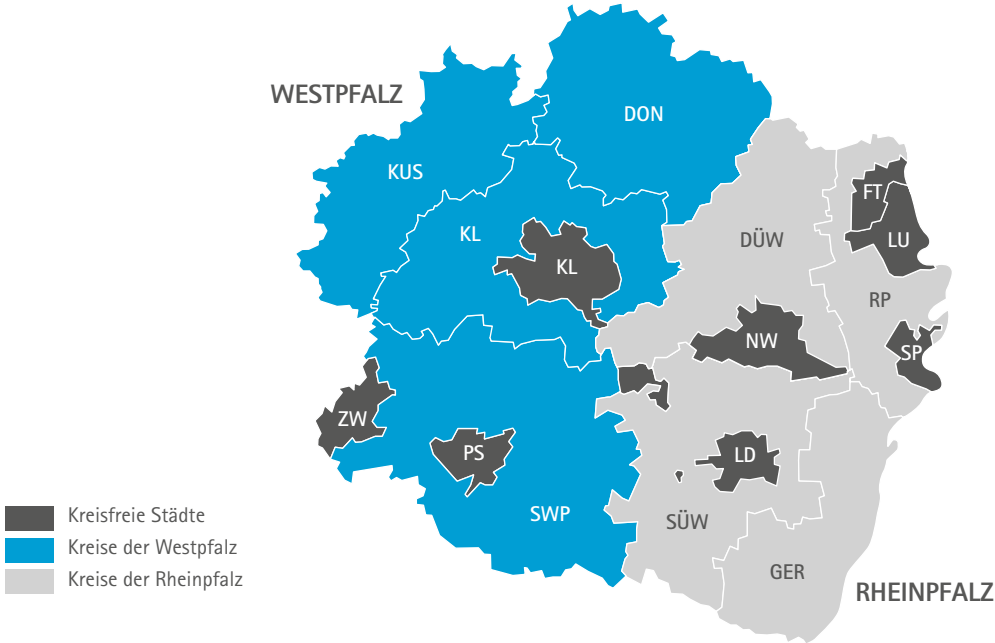 WESTPFALZ
DON
KUS
FT
KL
DÜW
LU
KL
RP
NW
SP
ZW
PS
LD
SWP
SÜW
Kreisfreie Städte
Kreise der Westpfalz
GER
Kreise der Rheinpfalz
RHEINPFALZ